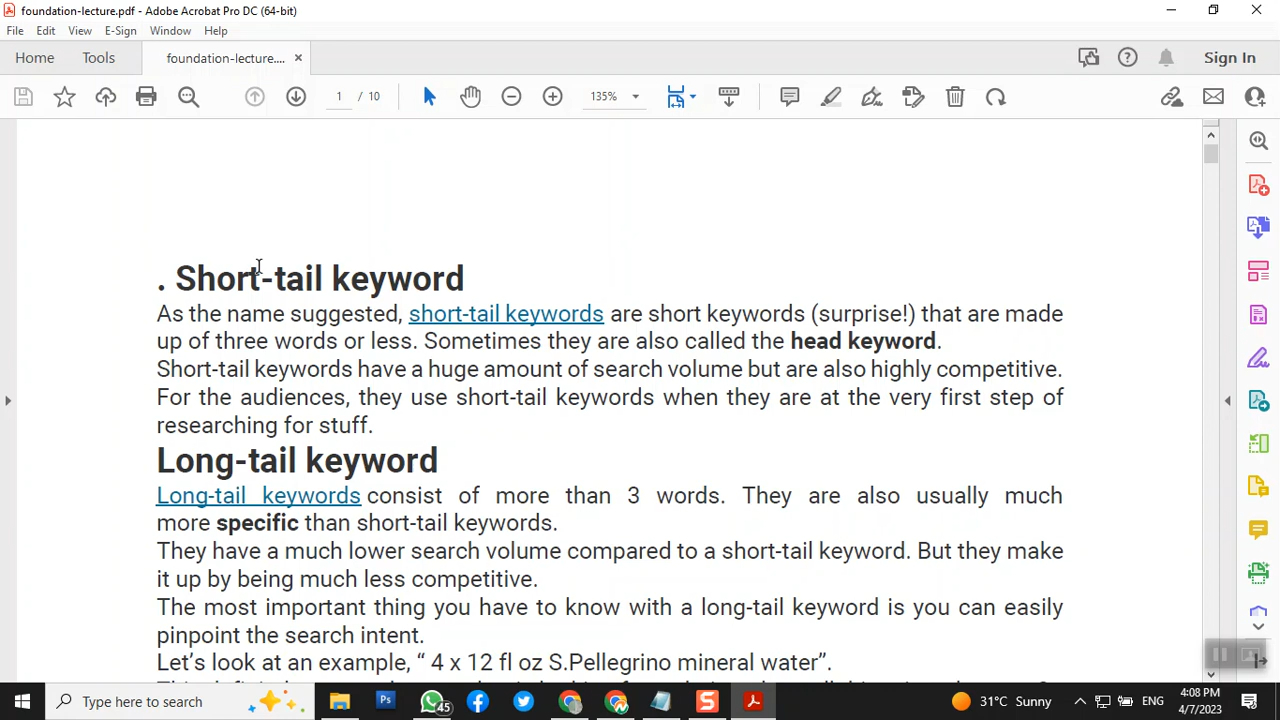 foundation-lecture.pdf - Adobe Acrobat Pro DC (64-bit)
File Edit View E-Sign Window Help
Home Tools foundation-lecture.... × Sign In
1 / 10 135%
. Short-tail keyword
As the name suggested, short-tail keywords are short keywords (surprise!) that are made
up of three words or less. Sometimes they are also called the head keyword.
Short-tail keywords have a huge amount of search volume but are also highly competitive.
For the audiences, they use short-tail keywords when they are at the very first step of
researching for stuff.
Long-tail keyword
Long-tail keywords consist of more than 3 words. They are also usually much
more specific than short-tail keywords.
They have a much lower search volume compared to a short-tail keyword. But they make
it up by being much less competitive.
The most important thing you have to know with a long-tail keyword is you can easily
pinpoint the search intent.
Let’s look at an example, “ 4 x 12 fl oz S.Pellegrino mineral water”.
Type here to search
Ps
45
S
31°C Sunny
ENG
4:08 PM
4/7/2023